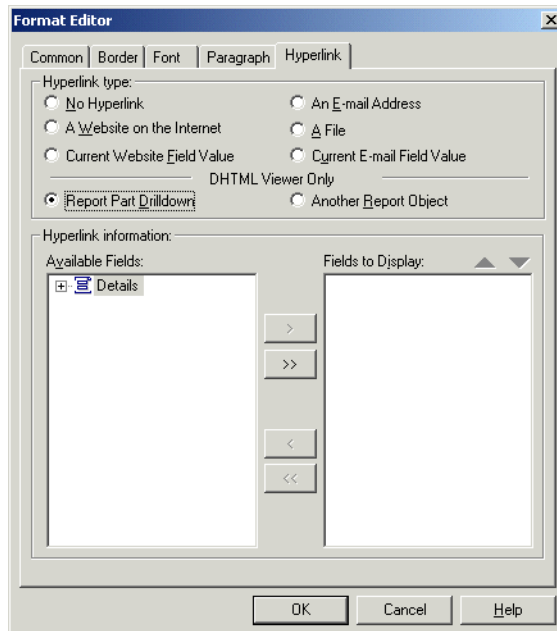 Format Editor
Common Border Font Paragraph Hyperlink
Hyperlink type:
No Hyperlink An E-mail Address
A Website on the Internet A File
Current Website Field Value Current E-mail Field Value
DHTML Viewer Only
Report Part Drilldown Another Report Object
Hyperlink information:
Available Fields: Fields to Display:
Details
>
>>
<
<<
OK Cancel Help